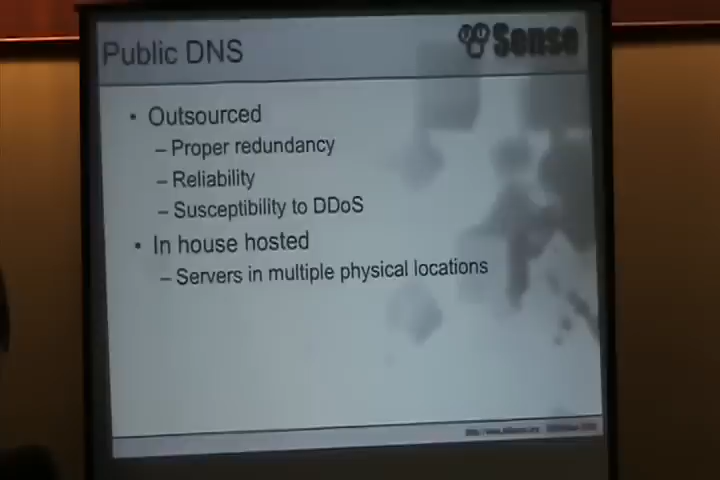 Public DNS
Sense
• Outsourced
– Proper redundancy
– Reliability
– Susceptibility to DDoS
• In house hosted
– Servers in multiple physical locations